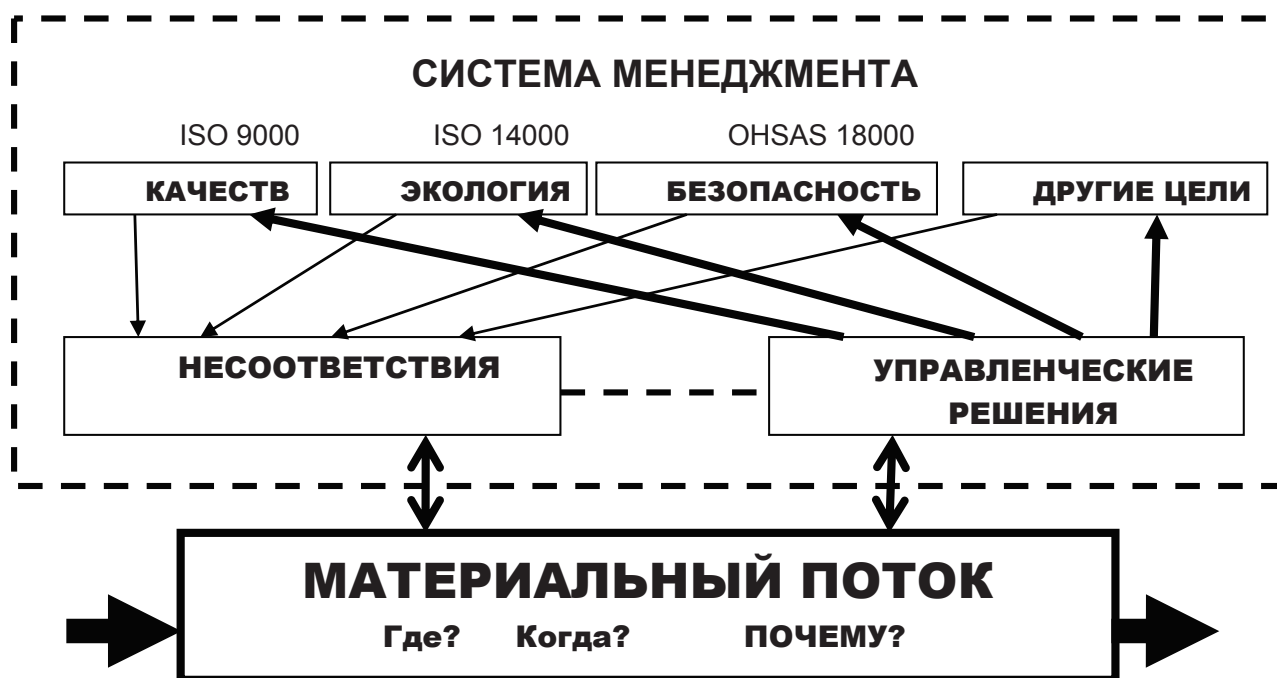 СИСТЕМА МЕНЕДЖМЕНТА
ISO 9000 ISO 14000 OHSAS 18000
КАЧЕСТВ ЭКОЛОГИЯ БЕЗОПАСНОСТЬ ДРУГИЕ ЦЕЛИ
НЕСООТВЕТСТВИЯ
УПРАВЛЕНЧЕСКИЕ
РЕШЕНИЯ
МАТЕРИАЛЬНЫЙ ПОТОК
Где? Когда? ПОЧЕМУ?